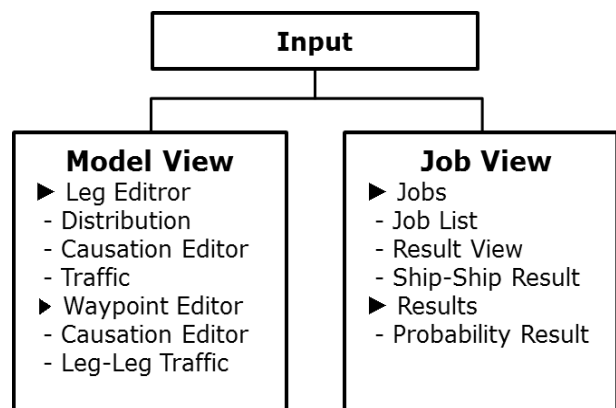 Input
Model View
▶ Leg Editror
- Distribution
- Causation Editor
- Traffic
▶ Waypoint Editor
- Causation Editor
- Leg-Leg Traffic
Job View
▶ Jobs
- Job List
- Result View
- Ship-Ship Result
▶ Results
- Probability Result